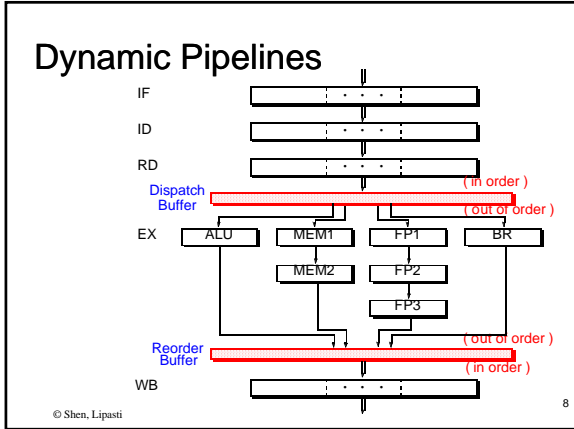 Dynamic Pipelines
IF
. . .
ID
. . .
RD
. . .
( in order )
Dispatch
Buffer
( out of order )
EX
ALU
MEM1
FP1
BR
MEM2
FP2
FP3
( out of order )
Reorder
Buffer
( in order )
WB
. . .
© Shen, Lipasti
8